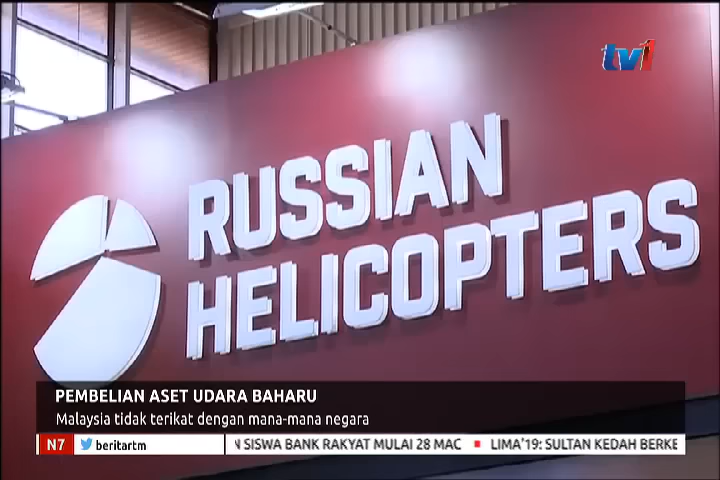 tv1
RUSSIAN
HELICOPTERS
PEMBELIAN ASET UDARA BAHARU
Malaysia tidak terikat dengan mana-mana negara
N7 beritartm N SISWA BANK RAKYAT MULAI 28 MAC ▪ LIMA'19: SULTAN KEDAH BERKE